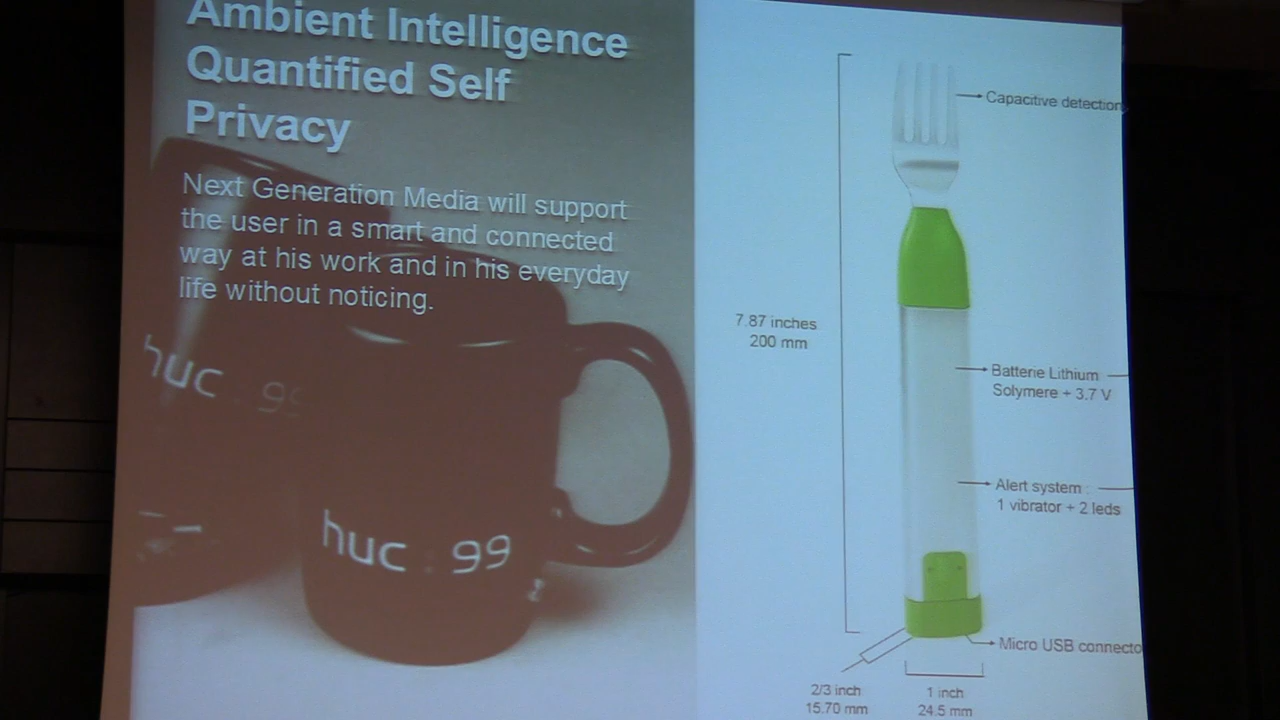 Ambient Intelligence
Quantified Self
Privacy
Next Generation Media will support
the user in a smart and connected
way at his work and in his everyday
life without noticing.
huc . 99
huc . 99
Capacitive detection
7.87 inches
200 mm
Batterie Lithium
Solymere + 3.7 V
Alert system :
1 vibrator + 2 leds
Micro USB connecto
2/3 inch
15.70 mm
1 inch
24.5 mm